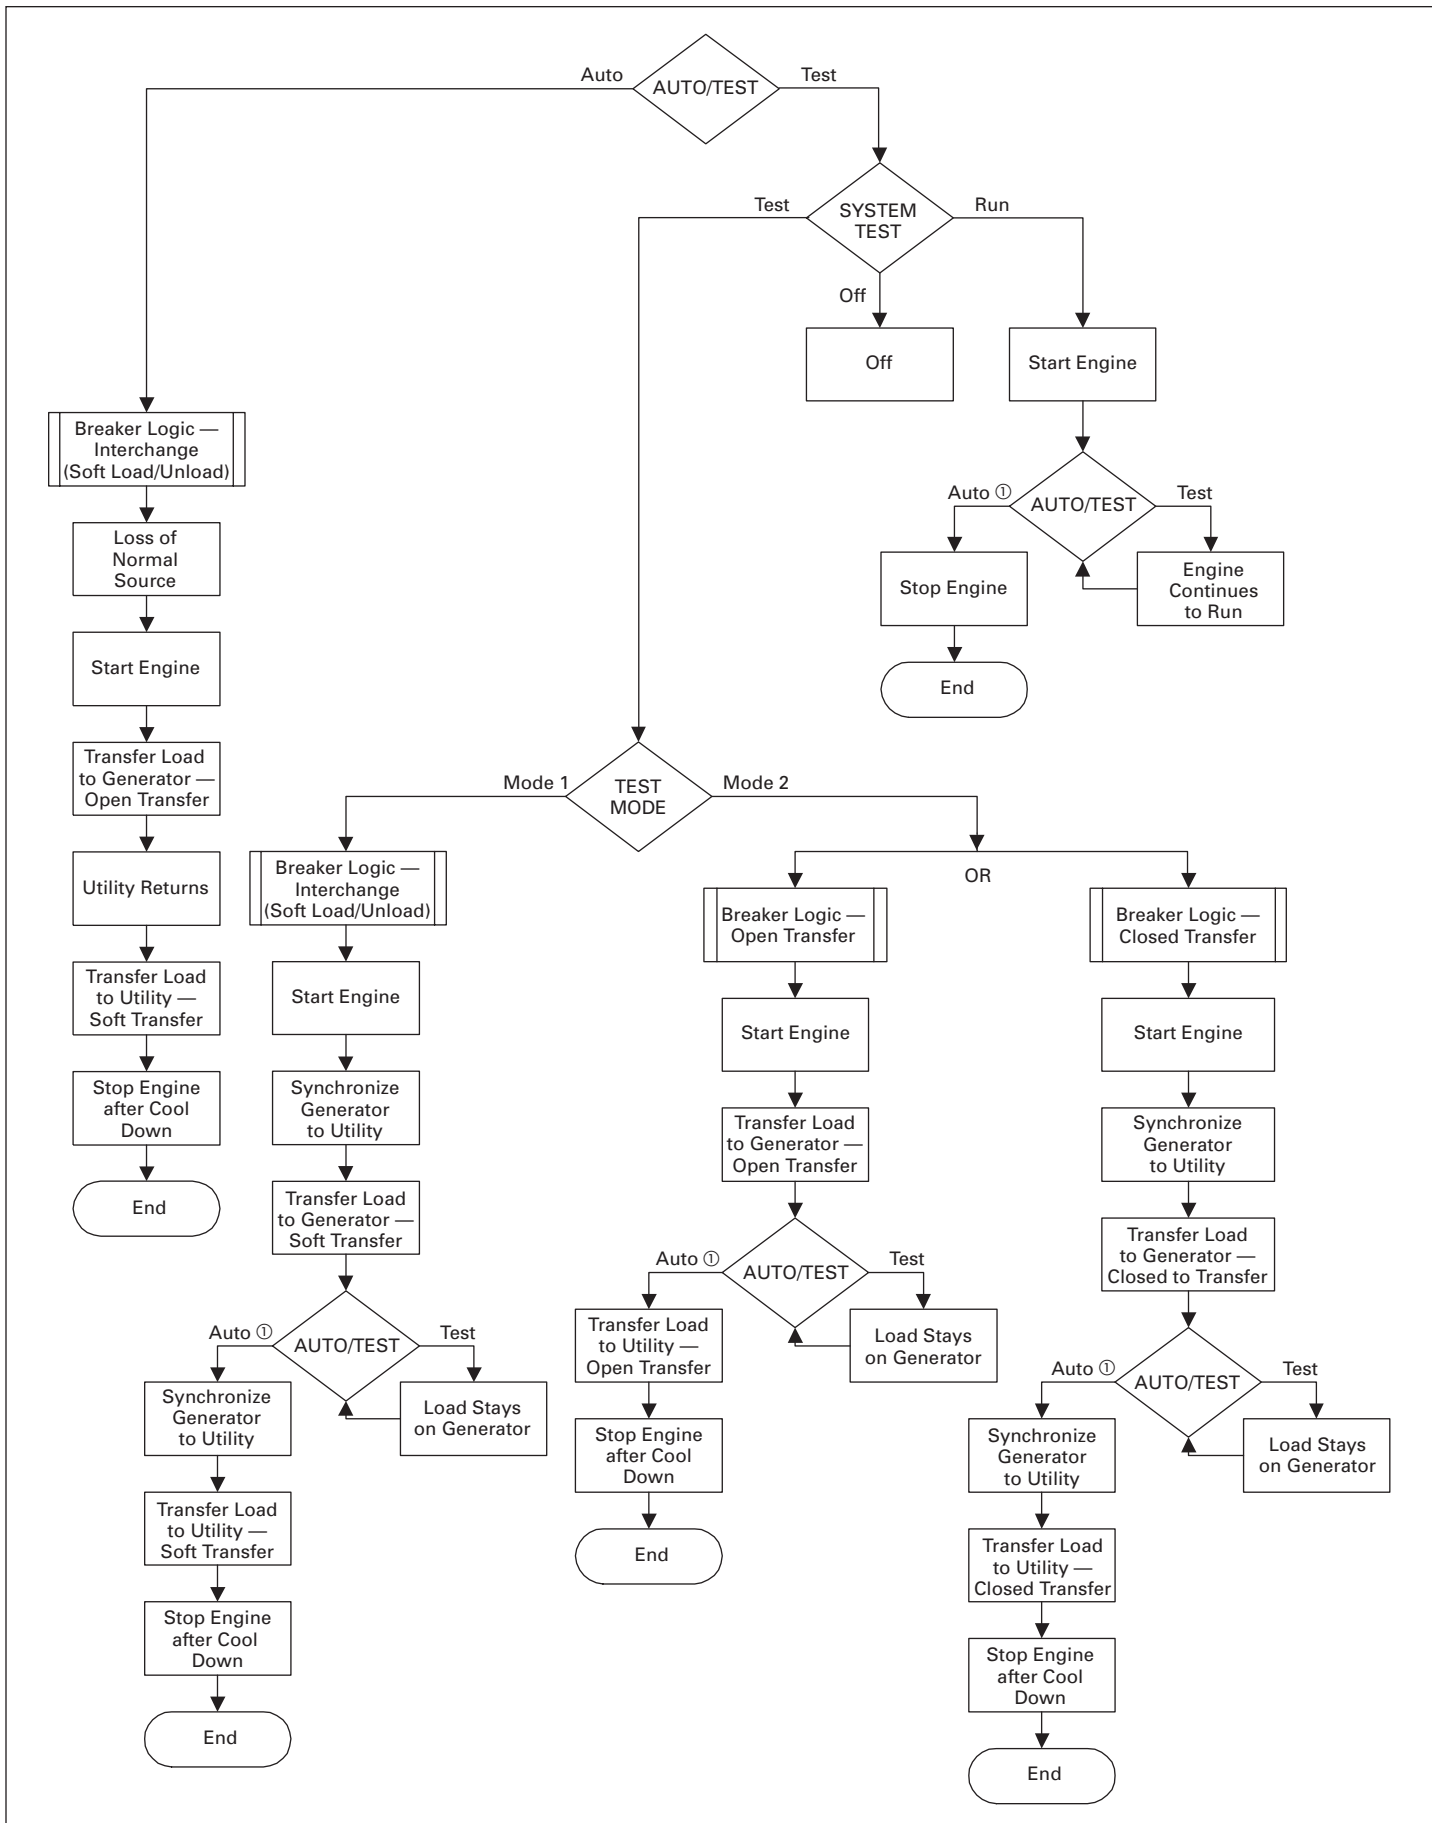 Auto
AUTO/TEST
Test
Test
SYSTEM
TEST
Run
Off
Off
Start Engine
Auto ①
AUTO/TEST
Test
Stop Engine
Engine
Continues
to Run
End
Breaker Logic —
Interchange
(Soft Load/Unload)
Loss of
Normal
Source
Start Engine
Transfer Load
to Generator —
Open Transfer
Utility Returns
Transfer Load
to Utility —
Soft Transfer
Stop Engine
after Cool
Down
End
Mode 1
TEST
MODE
Mode 2
Breaker Logic —
Interchange
(Soft Load/Unload)
Start Engine
Synchronize
Generator
to Utility
Transfer Load
to Generator —
Soft Transfer
Auto ①
AUTO/TEST
Test
Synchronize
Generator
to Utility
Load Stays
on Generator
Transfer Load
to Utility —
Soft Transfer
Stop Engine
after Cool
Down
End
OR
Breaker Logic —
Open Transfer
Start Engine
Transfer Load
to Generator —
Open Transfer
Auto ①
AUTO/TEST
Test
Transfer Load
to Utility —
Open Transfer
Load Stays
on Generator
Stop Engine
after Cool
Down
End
Breaker Logic —
Closed Transfer
Start Engine
Synchronize
Generator
to Utility
Transfer Load
to Generator —
Closed to Transfer
Auto ①
AUTO/TEST
Test
Synchronize
Generator
to Utility
Load Stays
on Generator
Transfer Load
to Utility —
Closed Transfer
Stop Engine
after Cool
Down
End